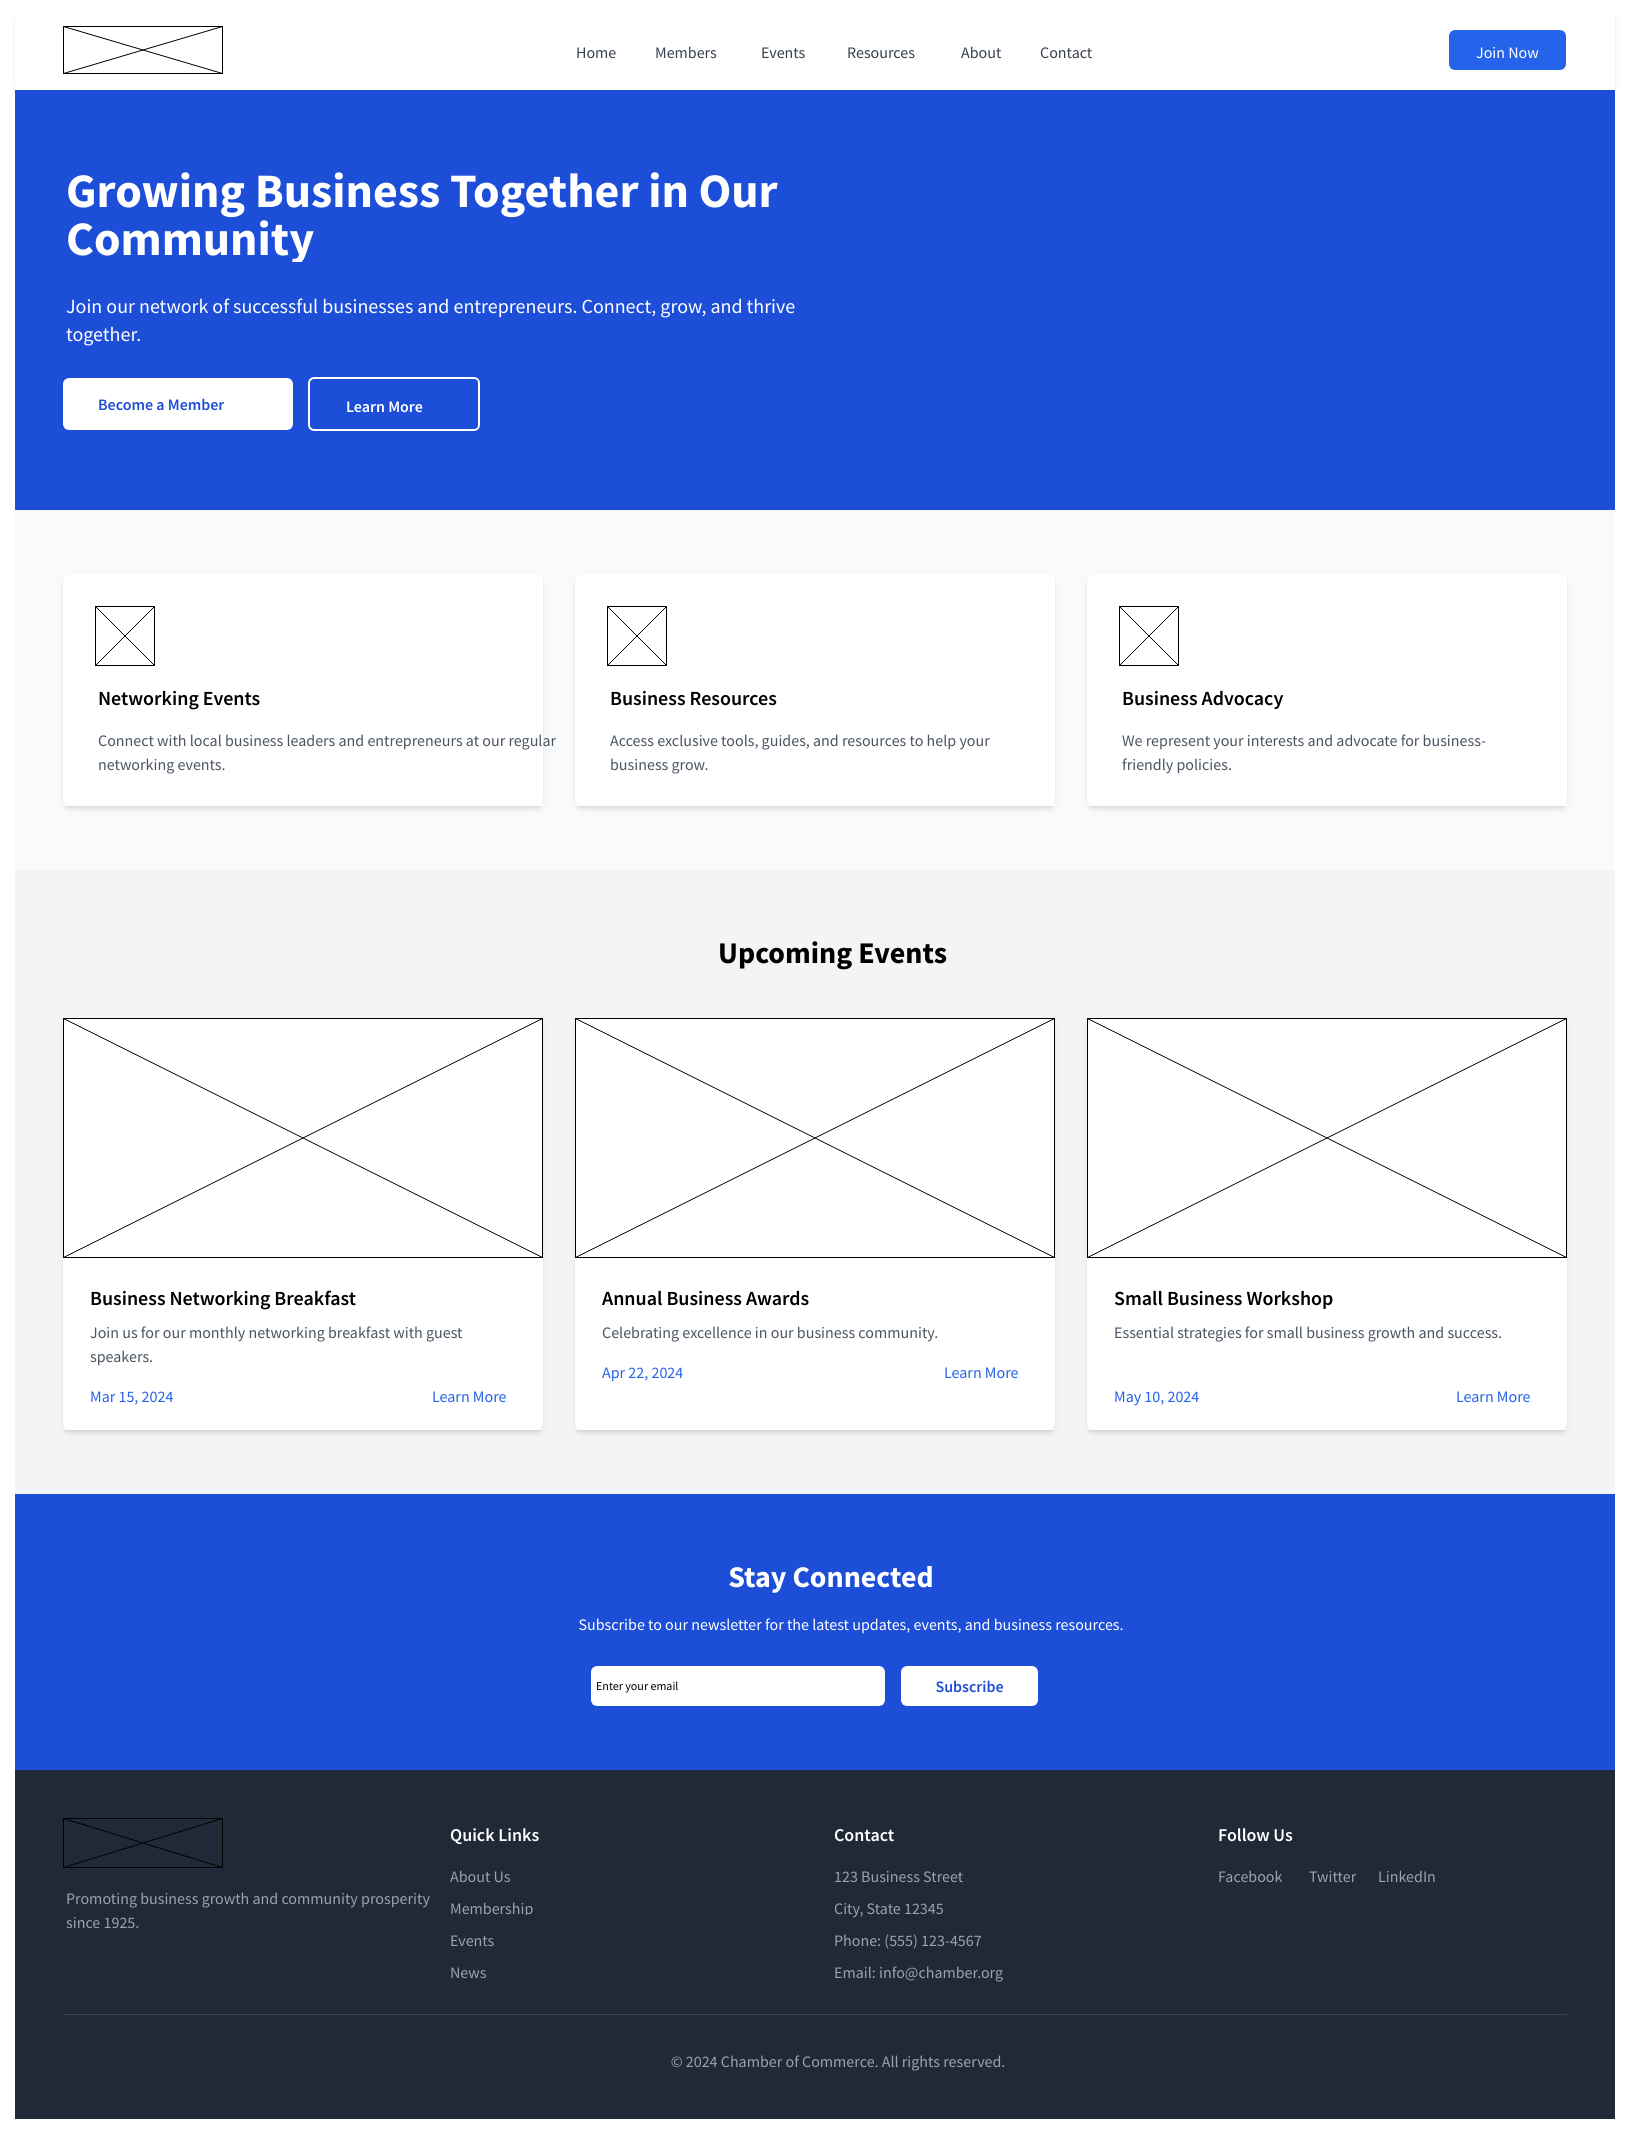 Home Members Events Resources About Contact Join Now
Growing Business Together in Our
Community
Join our network of successful businesses and entrepreneurs. Connect, grow, and thrive
together.
Become a Member
Learn More
Networking Events
Connect with local business leaders and entrepreneurs at our regular
networking events.
Business Resources
Access exclusive tools, guides, and resources to help your
business grow.
Business Advocacy
We represent your interests and advocate for business-
friendly policies.
Upcoming Events
Business Networking Breakfast
Join us for our monthly networking breakfast with guest
speakers.
Mar 15, 2024 Learn More
Annual Business Awards
Celebrating excellence in our business community.
Apr 22, 2024 Learn More
Small Business Workshop
Essential strategies for small business growth and success.
May 10, 2024 Learn More
Stay Connected
Subscribe to our newsletter for the latest updates, events, and business resources.
Enter your email
Subscribe
Promoting business growth and community prosperity
since 1925.
Quick Links
About Us
Membership
Events
News
Contact
123 Business Street
City, State 12345
Phone: (555) 123-4567
Email: info@chamber.org
Follow Us
Facebook Twitter LinkedIn
© 2024 Chamber of Commerce. All rights reserved.